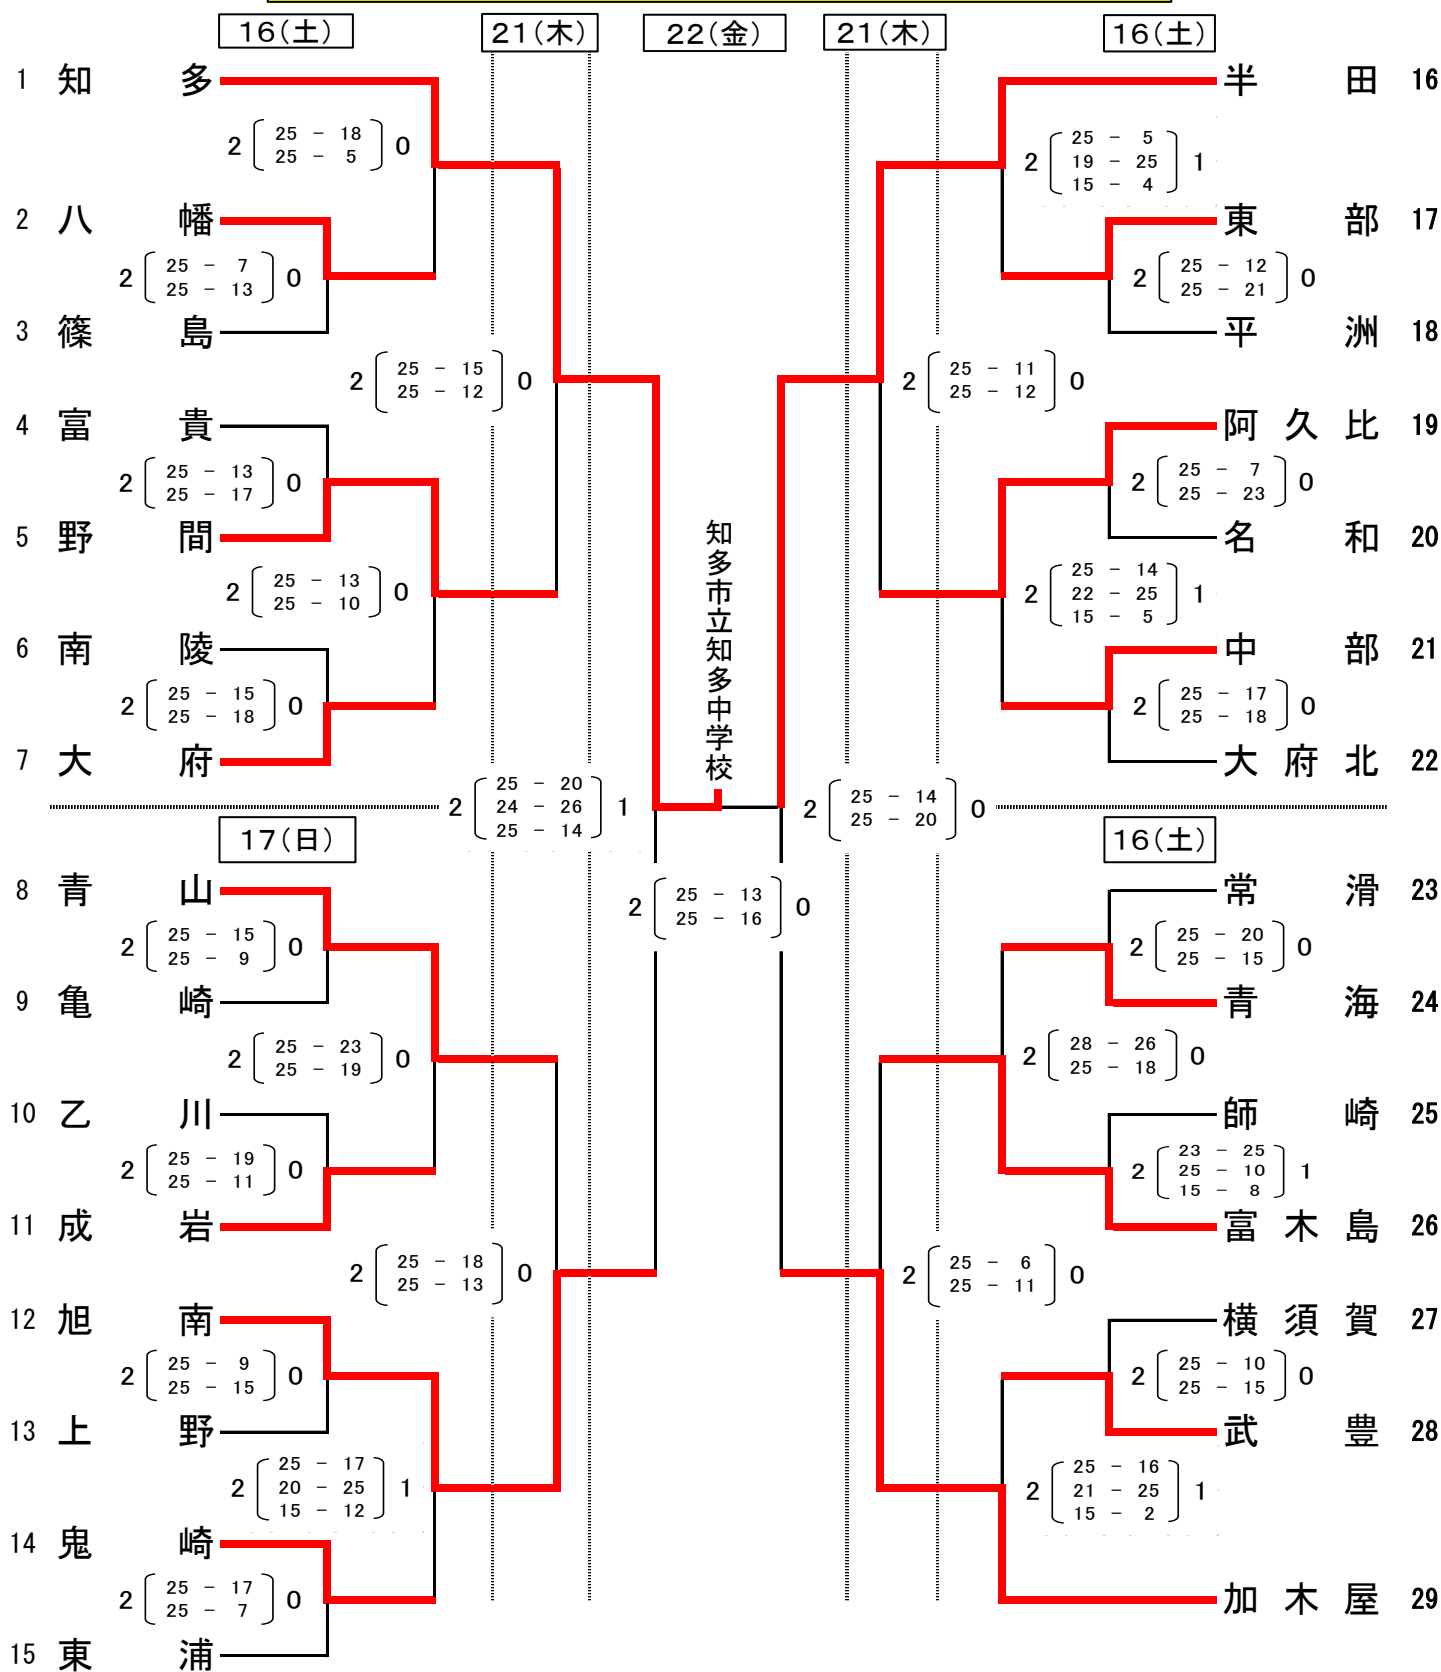 16(土)
21(木)
22(金)
21(木)
16(土)
1 知 多
2 ( 25 - 18 ) 0
25 - 5
2 八 幡
2 ( 25 - 7 ) 0
25 - 13
3 篠 島
2 ( 25 - 15 ) 0
25 - 12
4 富 貴
2 ( 25 - 13 ) 0
25 - 17
5 野 間
2 ( 25 - 13 ) 0
25 - 10
6 南 陵
2 ( 25 - 15 ) 0
25 - 18
7 大 府
25 - 20
2 ( 24 - 26 ) 1
25 - 14
17(日)
8 青 山
2 ( 25 - 15 ) 0
25 - 9
9 亀 崎
2 ( 25 - 23 ) 0
25 - 19
10 乙 川
2 ( 25 - 19 ) 0
25 - 11
11 成 岩
2 ( 25 - 18 ) 0
25 - 13
12 旭 南
2 ( 25 - 9 ) 0
25 - 15
13 上 野
25 - 17
2 ( 20 - 25 ) 1
15 - 12
14 鬼 崎
2 ( 25 - 17 ) 0
25 - 7
15 東 浦
知多市立知多中学校
2 ( 25 - 13 ) 0
25 - 16
半 田 16
25 - 5
2 ( 19 - 25 ) 1
15 - 4
東 部 17
2 ( 25 - 12 ) 0
25 - 21
平 洲 18
2 ( 25 - 11 ) 0
25 - 12
阿 久 比 19
2 ( 25 - 7 ) 0
25 - 23
名 和 20
25 - 14
2 ( 22 - 25 ) 1
15 - 5
中 部 21
2 ( 25 - 17 ) 0
25 - 18
大 府 北 22
2 ( 25 - 14 ) 0
25 - 20
16(土)
常 滑 23
2 ( 25 - 20 ) 0
25 - 15
青 海 24
2 ( 28 - 26 ) 0
25 - 18
師 崎 25
23 - 25
2 ( 25 - 10 ) 1
15 - 8
富 木 島 26
2 ( 25 - 6 ) 0
25 - 11
横 須 賀 27
2 ( 25 - 10 ) 0
25 - 15
武 豊 28
25 - 16
2 ( 21 - 25 ) 1
15 - 2
加 木 屋 29